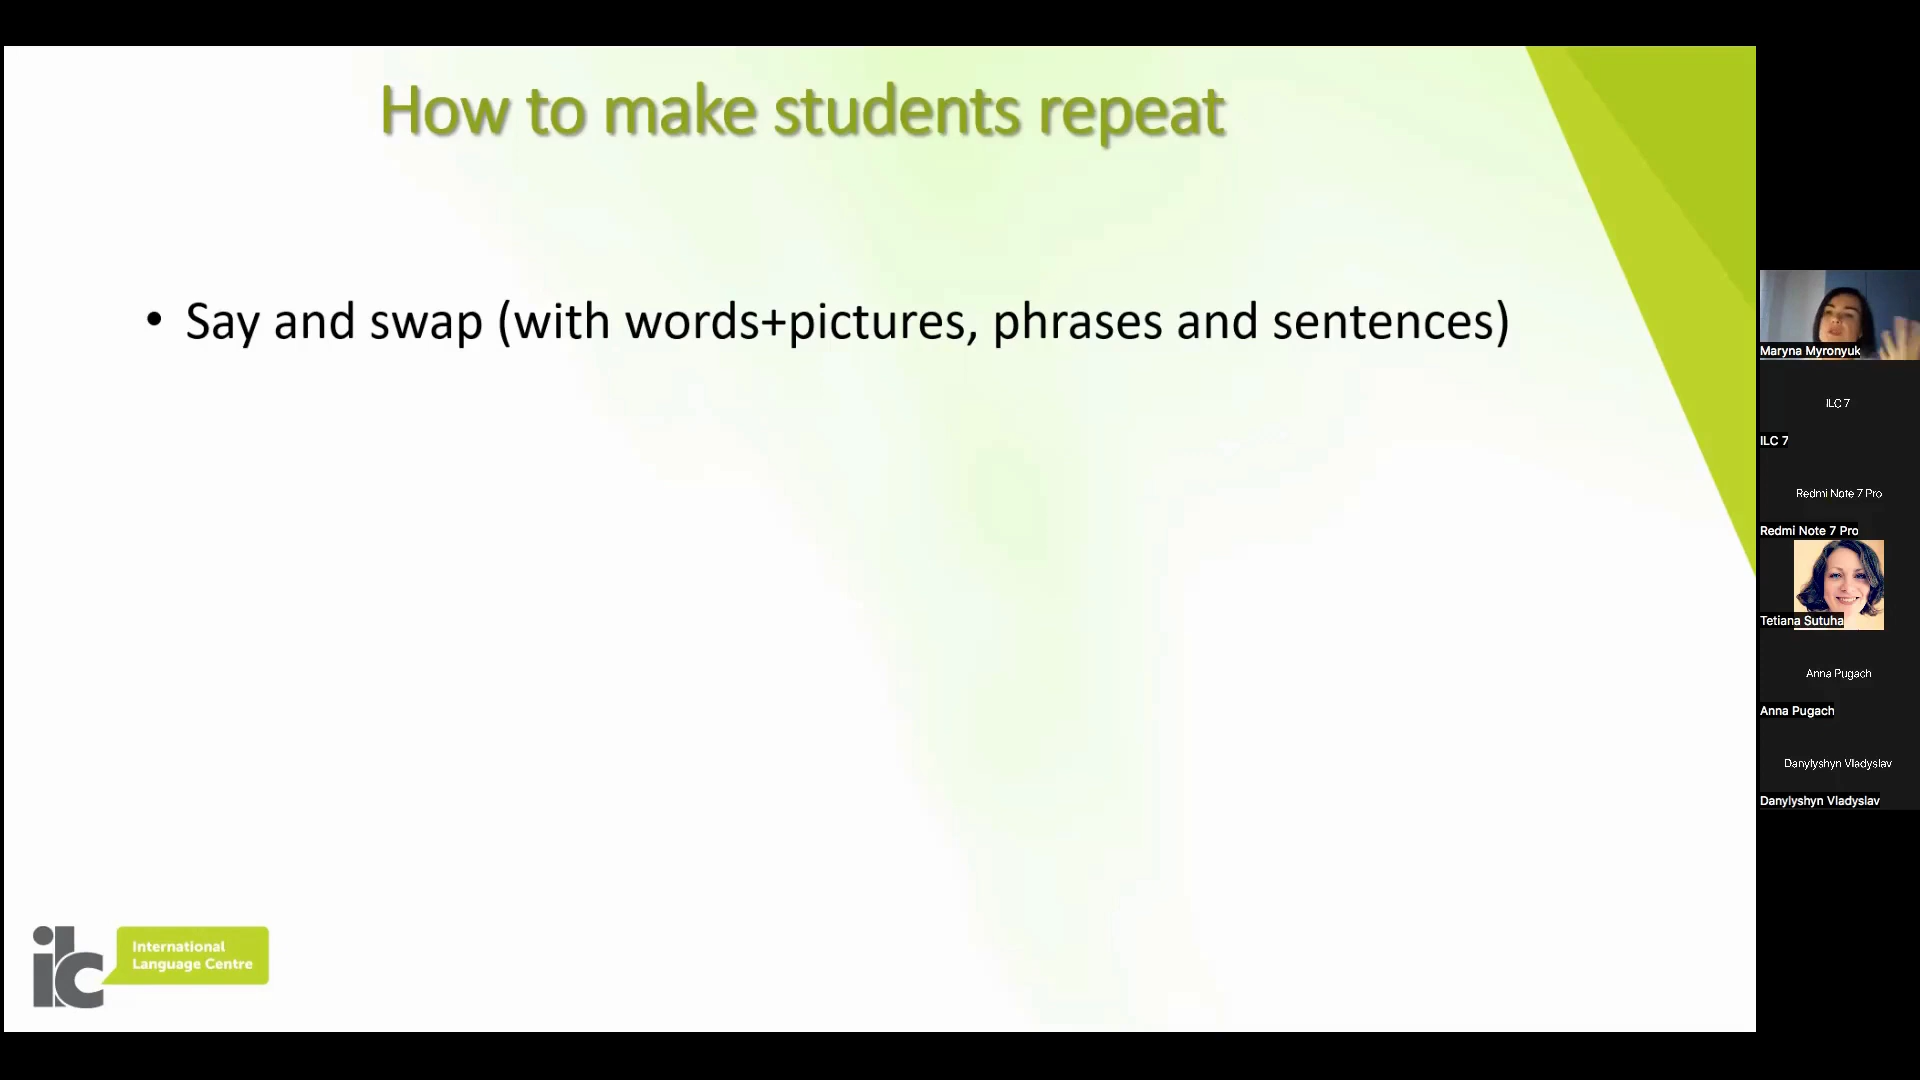 How to make students repeat
• Say and swap (with words+pictures, phrases and sentences)
ilc
International
Language Centre
Maryna Myronyuk
ILC 7
ILC 7
Redmi Note 7 Pro
Redmi Note 7 Pro
Tetiana Sutuha
Anna Pugach
Anna Pugach
Danylyshyn Vladyslav
Danylyshyn Vladyslav